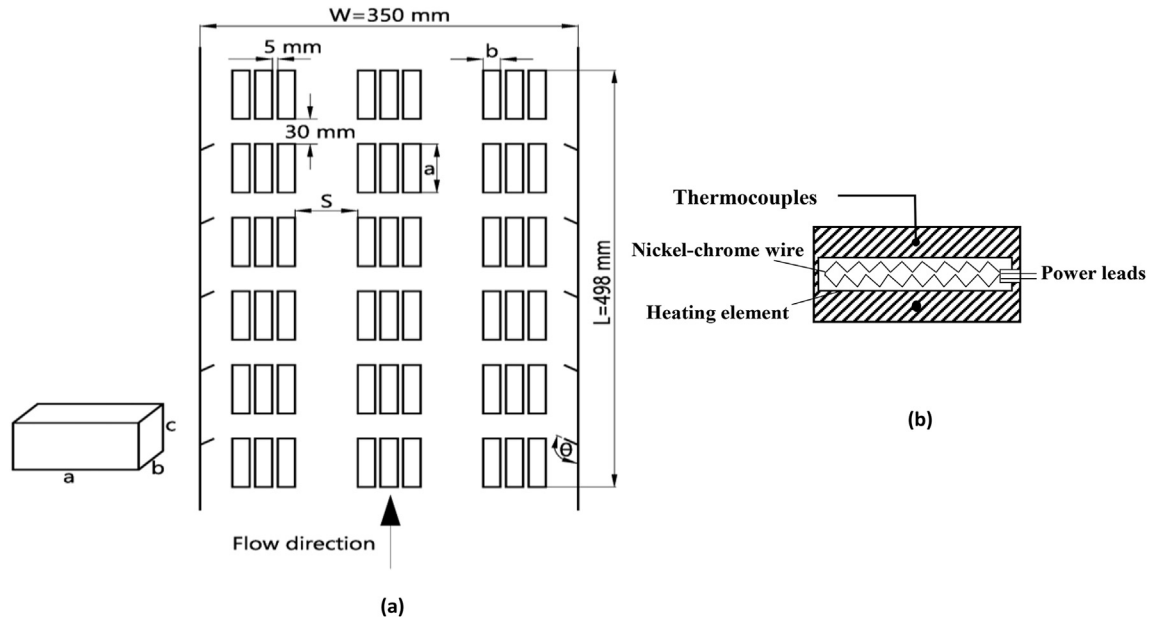 W=350 mm
5 mm
b
30 mm
a
S
L=498 mm
θ
c
b
a
Flow direction
(a)
Thermocouples
Nickel-chrome wire
Power leads
Heating element
(b)